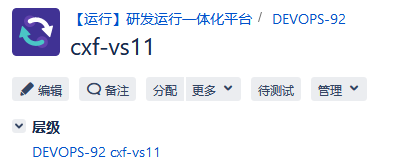 【运行】研发运行一体化平台 / DEVOPS-92
cxf-vs11
编辑 备注 分配 更多 待测试 管理
层级
DEVOPS-92 cxf-vs11